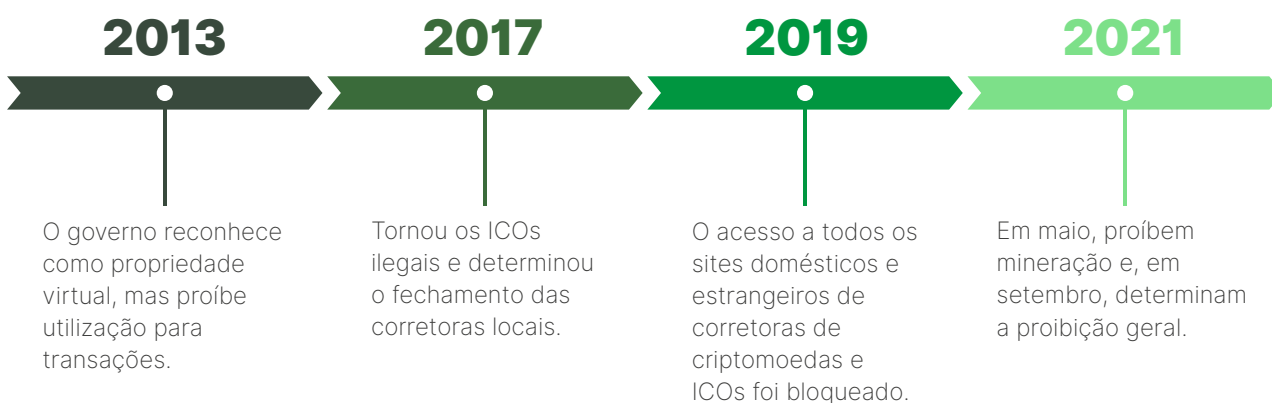 2013
2017
2019
2021
O governo reconhece
como propriedade
virtual, mas proíbe
utilização para
transações.
Tornou os ICOs
ilegais e determinou
o fechamento das
corretoras locais.
O acesso a todos os
sites domésticos e
estrangeiros de
corretoras de
criptomoedas e
ICOs foi bloqueado.
Em maio, proíbem
mineração e, em
setembro, determinam
a proibição geral.